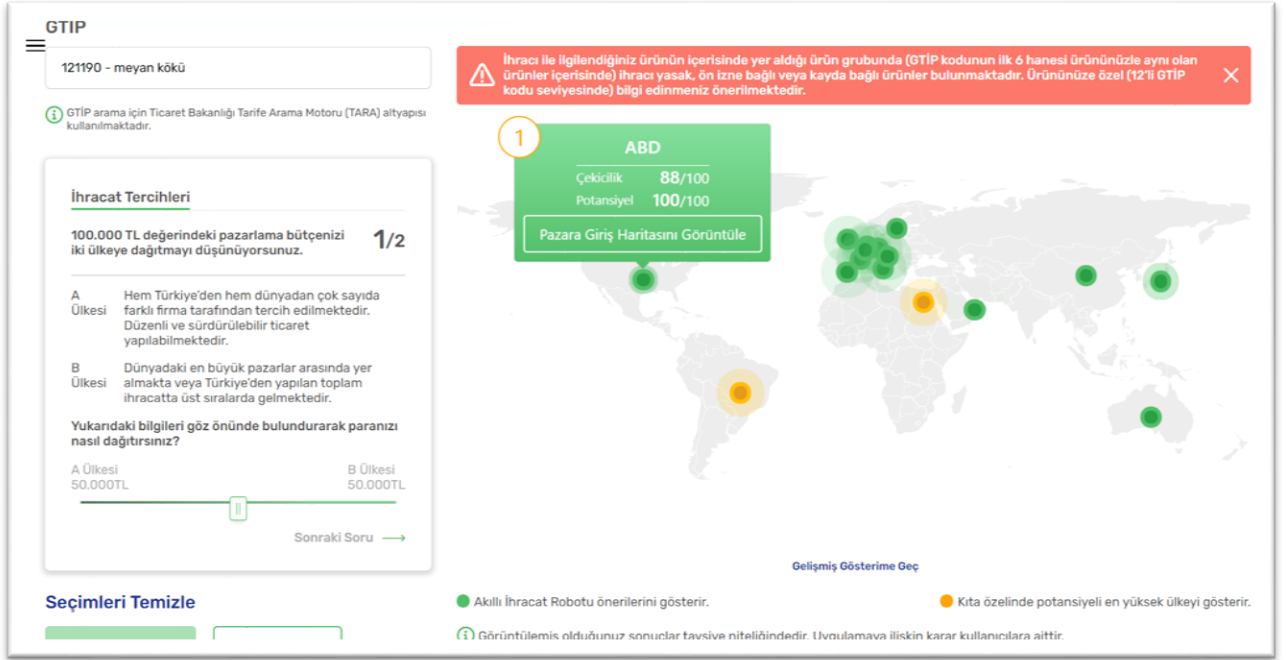 GTIP
121190 - meyan kökü
GTİP arama için Ticaret Bakanlığı Tarife Arama Motoru (TARA) altyapısı
kullanılmaktadır.
İhracat Tercihleri
100.000 TL değerindeki pazarlama bütçenizi
iki ülkeye dağıtmayı düşünüyorsunuz.
1/2
A Ülkesi
Hem Türkiye'den hem dünyadan çok sayıda
farklı firma tarafından tercih edilmektedir.
Düzenli ve sürdürülebilir ticaret
yapılabilmektedir.
B Ülkesi
Dünyadaki en büyük pazarlar arasında yer
almakta veya Türkiye'den yapılan toplam
ihracatta üst sıralarda gelmektedir.
Yukarıdaki bilgileri göz önünde bulundurarak paranızı
nasıl dağıtırsınız?
A Ülkesi B Ülkesi
50.000TL 50.000TL
Sonraki Soru
Seçimleri Temizle
İhracı ile ilgilendiğiniz ürünün içerisinde yer aldığı ürün grubunda (GTİP kodunun ilk 6 hanesi ürününüzle aynı olan
ürünler içerisinde) ihracı yasak, ön izne bağlı veya kayda bağlı ürünler bulunmaktadır. Ürününüze özel (12'li GTİP
kodu seviyesinde) bilgi edinmeniz önerilmektedir.
1
ABD
Çekicilik 88/100
Potansiyel 100/100
Pazara Giriş Haritasını Görüntüle
Gelişmiş Gösterime Geç
Akıllı İhracat Robotu önerilerini gösterir.
Kıta özelinde potansiyeli en yüksek ülkeyi gösterir.
Görüntülemiş olduğunuz sonuçlar tavsiye niteliğindedir. Uygulamaya ilişkin karar kullanıcılara aittir.